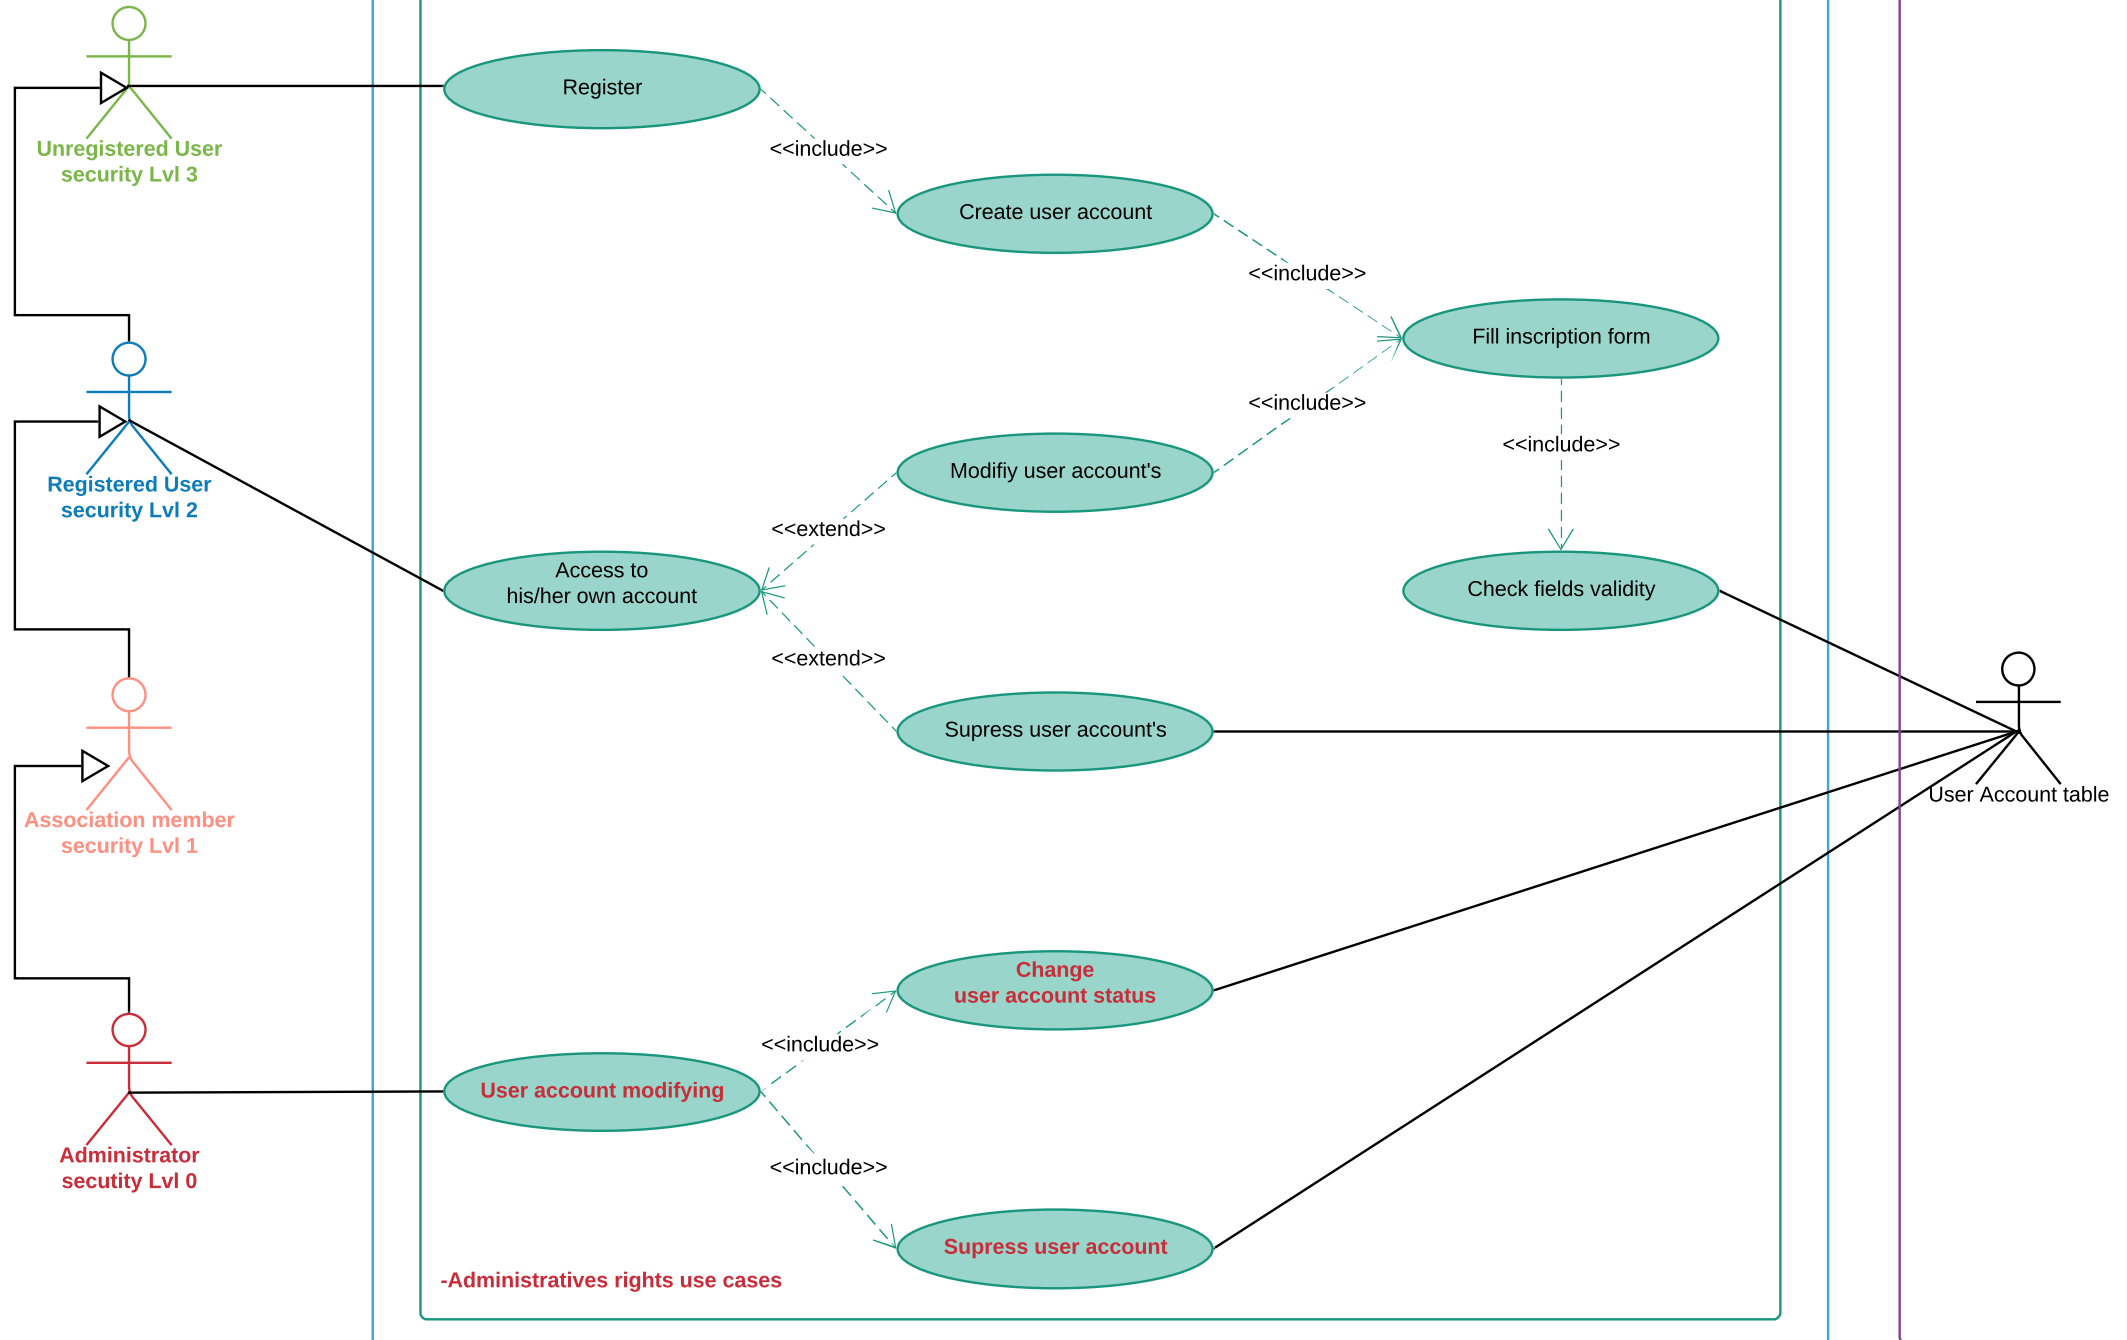 Unregistered User
security Lvl 3
Register
<<include>>
Create user account
<<include>>
Fill inscription form
<<include>>
Modifiy user account's
<<include>>
Registered User
security Lvl 2
<<extend>>
Access to
his/her own account
Check fields validity
<<extend>>
Supress user account's
User Account table
Association member
security Lvl 1
Change
user account status
<<include>>
User account modifying
Administrator
secutity Lvl 0
<<include>>
Supress user account
-Administratives rights use cases